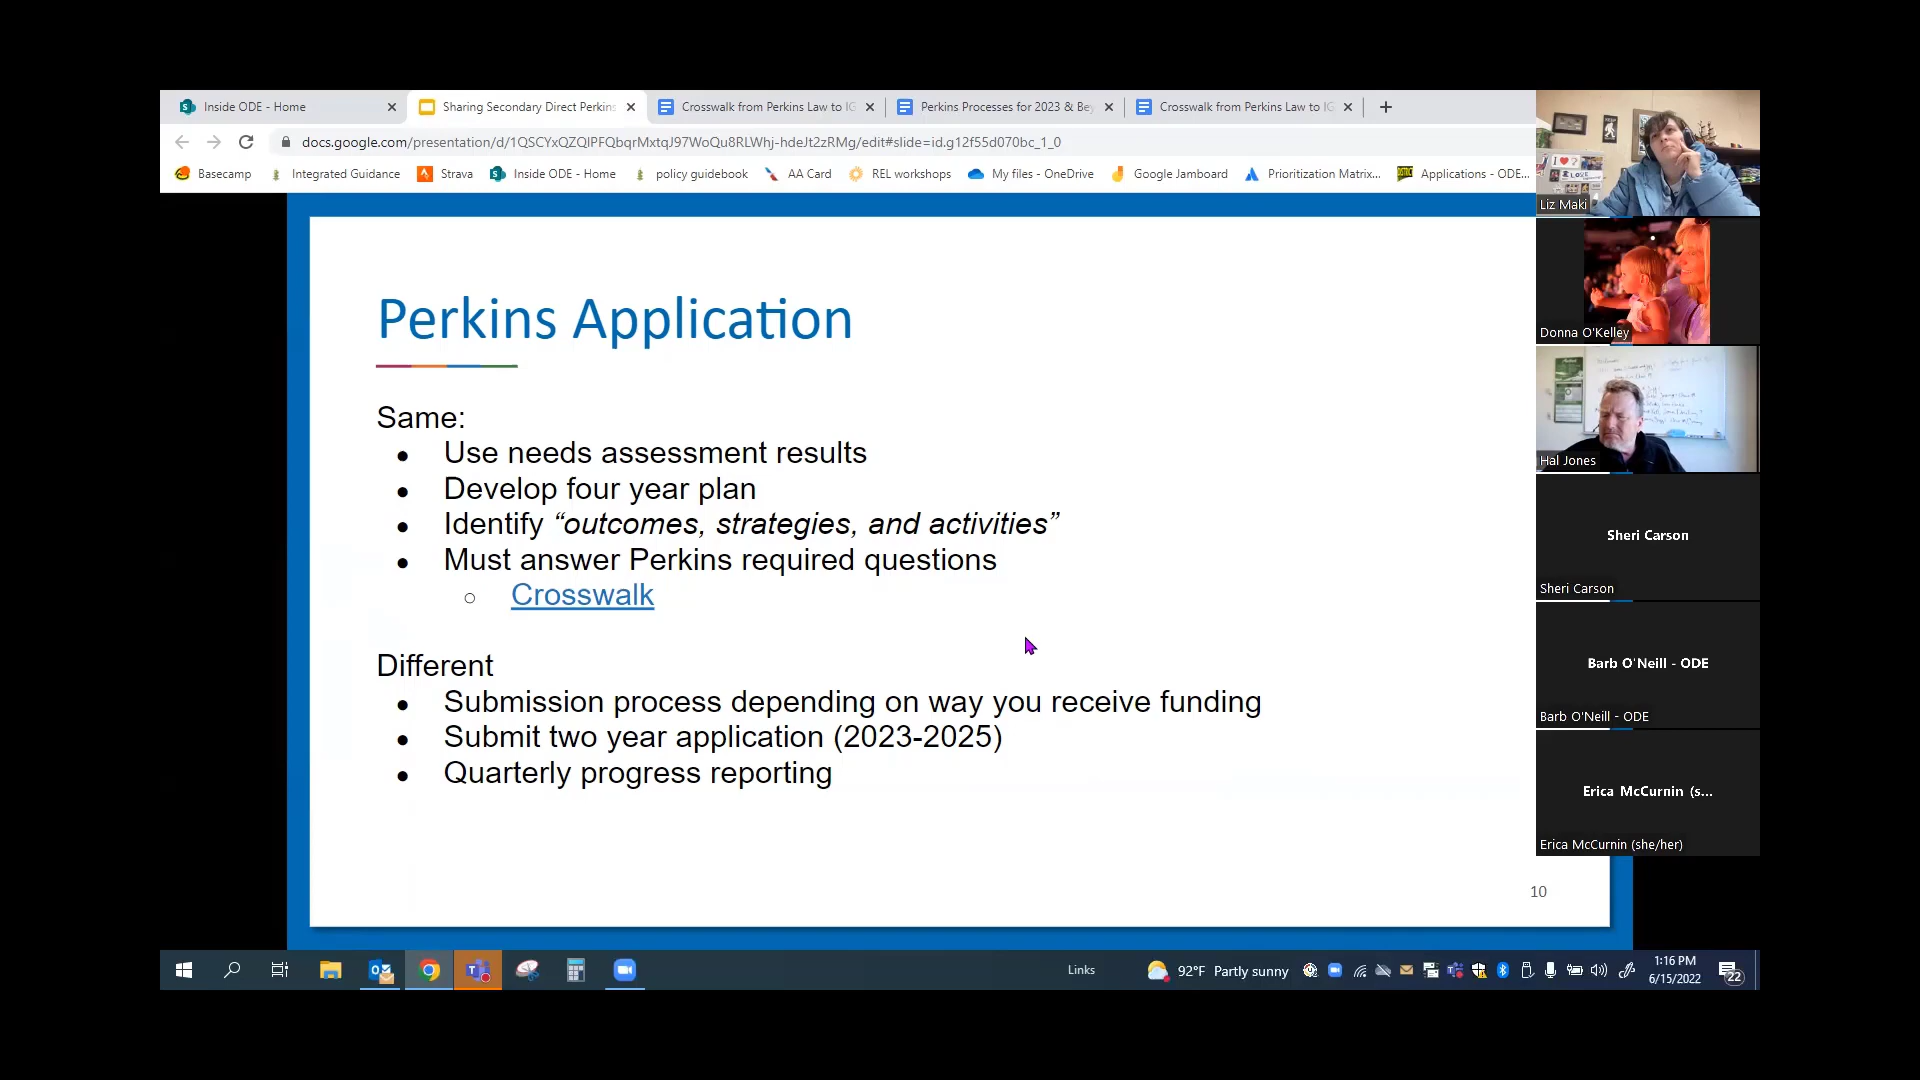 Inside ODE - Home
Sharing Secondary Direct Perkins
Crosswalk from Perkins Law to IG
Perkins Processes for 2023 & Bey
Crosswalk from Perkins Law to IG
docs.google.com/presentation/d/1QSCYxQZQIPFQbqrMxtqJ97WoQu8RLWhj-hdeJt2zRMg/edit#slide=id.g12f55d070bc_1_0
Basecamp
Integrated Guidance
Strava
Inside ODE - Home
policy guidebook
AA Card
REL workshops
My files - OneDrive
Google Jamboard
Prioritization Matrix...
Applications - ODE...
Perkins Application
Same:
● Use needs assessment results
● Develop four year plan
● Identify “outcomes, strategies, and activities”
● Must answer Perkins required questions
○ Crosswalk
Different
● Submission process depending on way you receive funding
● Submit two year application (2023-2025)
● Quarterly progress reporting
10
Liz Maki
Donna O'Kelley
Hal Jones
Sheri Carson
Sheri Carson
Barb O'Neill - ODE
Barb O'Neill - ODE
Erica McCurnin (s...
Erica McCurnin (she/her)
Links
92°F Partly sunny
1:16 PM
6/15/2022
22